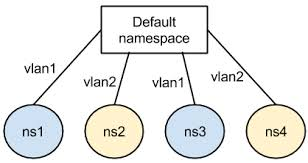 Default
namespace
vlan1
vlan2
vlan1
vlan2
ns1
ns2
ns3
ns4